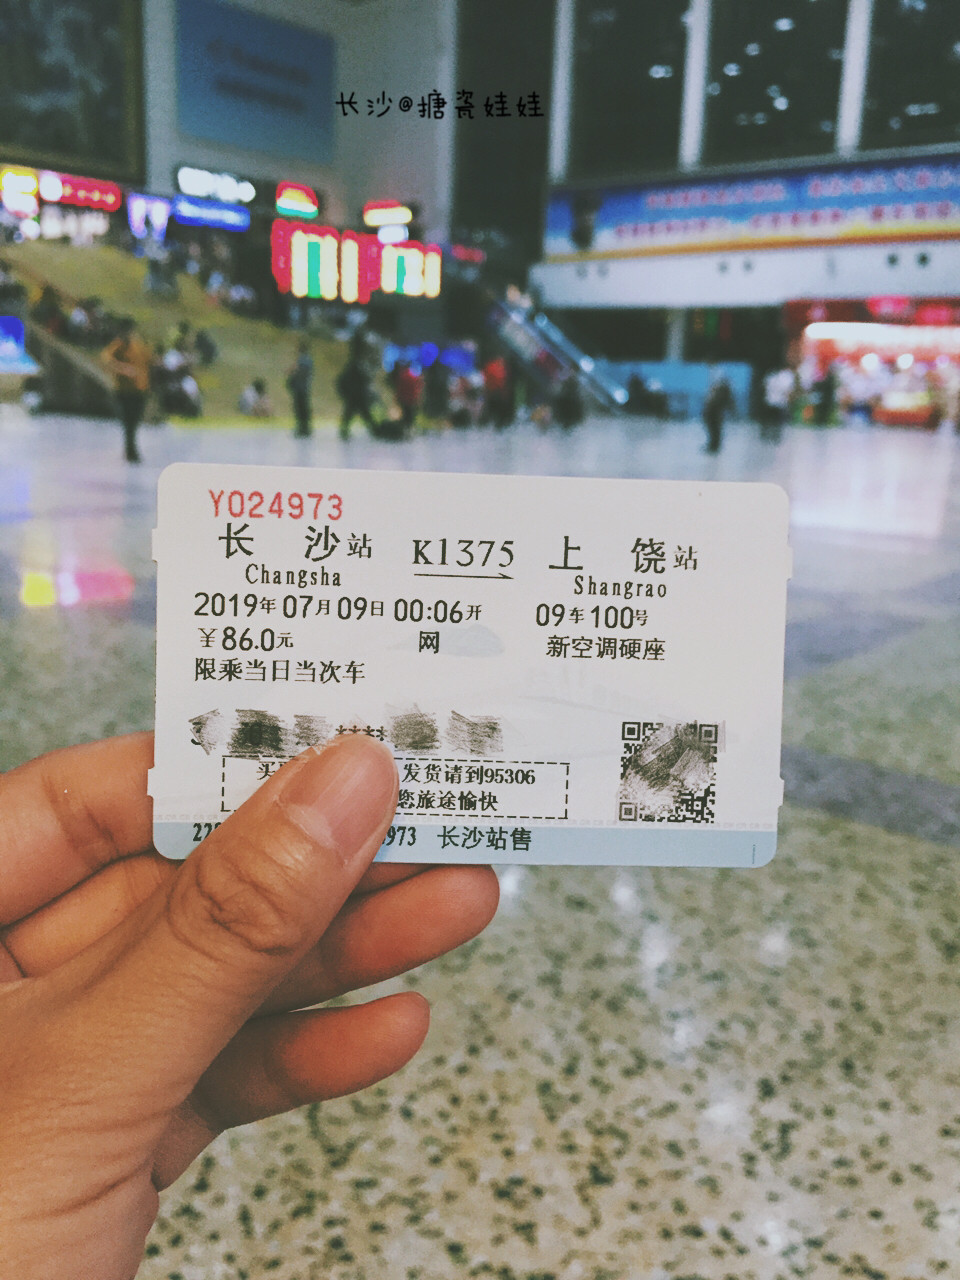 长沙@搪瓷娃娃
Y024973
长沙站 K1375 上饶站
Changsha Shangrao
2019年07月09日00:06开 09车100号
￥86.0元 网 新空调硬座
限乘当日当次车
****
买 发货请到95306
您旅途愉快
973 长沙站售